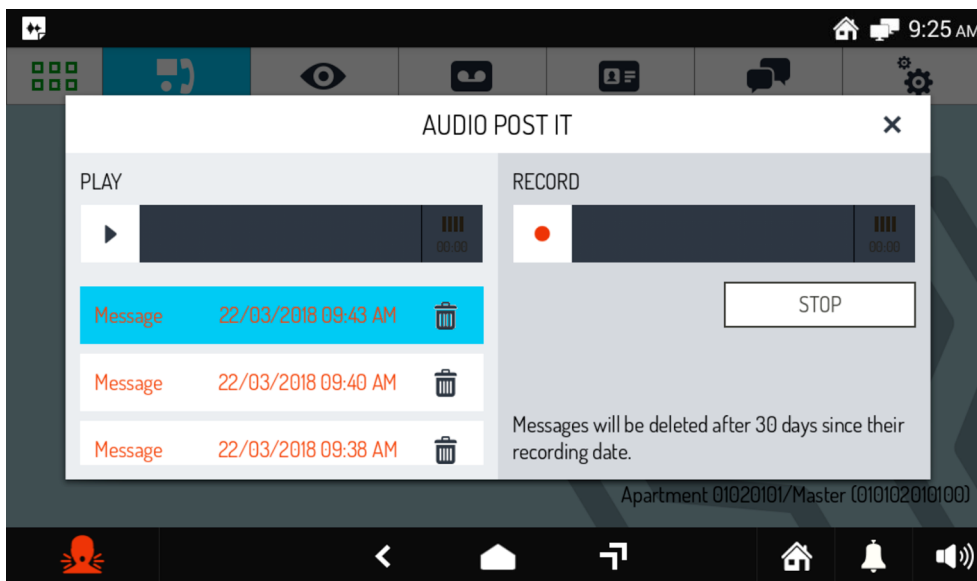 9:25 AM
AUDIO POST IT
PLAY
00:00
Message 22/03/2018 09:43 AM
Message 22/03/2018 09:40 AM
Message 22/03/2018 09:38 AM
RECORD
00:00
STOP
Messages will be deleted after 30 days since their
recording date.
Apartment 01020101/Master (010102010100)